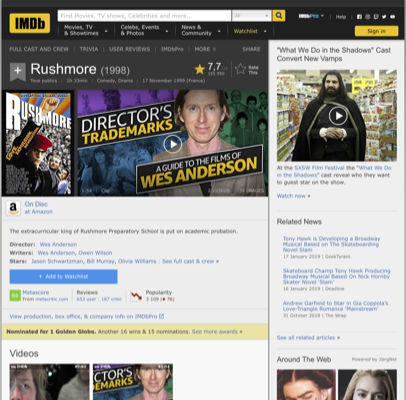 IMDb
Find Movies, TV shows, Celebrities and more...
All
IMDbPro
Help
Movies, TV
& Showtimes
Celebs, Events
& Photos
News &
Community
Watchlist
Sign in
FULL CAST AND CREW | TRIVIA | USER REVIEWS | IMDbPro | MORE
SHARE
Rushmore (1998)
7,7
Rate
This
Tous publics | 1h 33min | Comedy, Drama | 17 November 1999 (France)
RUSHMORE
DIRECTOR'S
TRADEMARKS
A GUIDE TO THE FILMS OF
WES ANDERSON
On Disc
at Amazon
The extracurricular king of Rushmore Preparatory School is put on academic probation.
Director: Wes Anderson
Writers: Wes Anderson, Owen Wilson
Stars: Jason Schwartzman, Bill Murray, Olivia Williams | See full cast & crew »
+ Add to Watchlist
Metascore
From metacritic.com
Reviews
653 user | 187 critic
Popularity
View production, box office, & company info on IMDbPro
Nominated for 1 Golden Globe. Another 16 wins & 15 nominations. See more awards »
Videos
DIRECTOR'S
"What We Do in the Shadows" Cast
Convert New Vamps
At the SXSW Film Festival the "What We
Do in the Shadows" cast reveal who they want
to guest star on the show.
Watch now »
Related News
Tony Hawk Is Developing a Broadway
Musical Based on The Skateboarding
Novel Slam
17 January 2019 | GeekTyrant
Skateboard Champ Tony Hawk Producing
Broadway Musical Based On Nick Hornby
Skater Novel 'Slam'
16 January 2019 | Deadline
Andrew Garfield to Star in Gia Coppola's
Love-Triangle Romance 'Mainstream'
31 October 2018 | The Wrap
See all related articles »
Around The Web
Powered by ZergNet